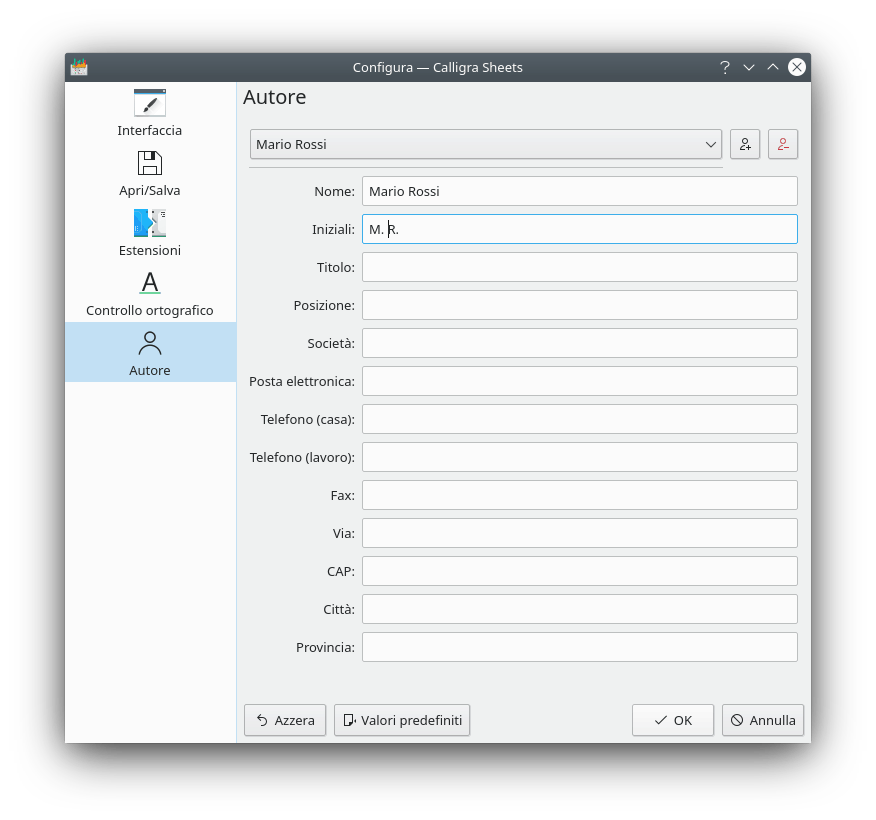 Configura — Calligra Sheets
?
Interfaccia
Apri/Salva
Estensioni
A
Controllo ortografico
Autore
Autore
Mario Rossi
Nome: Mario Rossi
Iniziali: M. R.
Titolo:
Posizione:
Società:
Posta elettronica:
Telefono (casa):
Telefono (lavoro):
Fax:
Via:
CAP:
Città:
Provincia:
Azzera Valori predefiniti OK Annulla